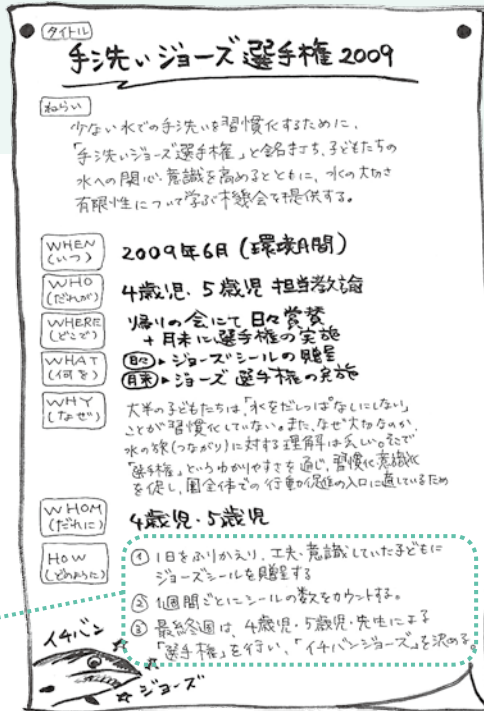 タイトル
手洗いジョーズ選手権2009
ねらい
少ない水での手洗いを習慣化するために、
「手洗いジョーズ選手権」と銘打ち、子どもたちの
水への関心・意識を高めるとともに、水の大切さ
有限性について学ぶ機会を提供する。
WHEN
(いつ)
2009年6月(環境月間)
WHO
(だれが)
4歳児・5歳児 担当教諭
WHERE
(どこで)
帰りの会にて日々賞賛
+月末に選手権の実施
WHAT
(何を)
日々▶ジョーズシールの贈呈
月末▶ジョーズ選手権の実施
WHY
(なぜ)
大半の子どもたちは、「水をだしっぱなしにしない」
ことが習慣化していない。また、なぜ大切なのか、
水の旅(つながり)に対する理解は乏しい。そこで
「選手権」というわかりやすさを通じ、習慣化・意識化
を促し、園全体での行動促進の入口に適しているため
WHOM
(だれに)
4歳児・5歳児
HOW
(どのように)
① 1日をふりかえり、工夫・意識していた子どもに
ジョーズシールを贈呈する
② 1週間ごとにシールの数をカウントする。
③ 最終週は、4歳児・5歳児・先生による
「選手権」を行い、「イチバンジョーズ」を決める。
イチバン
ジョーズ